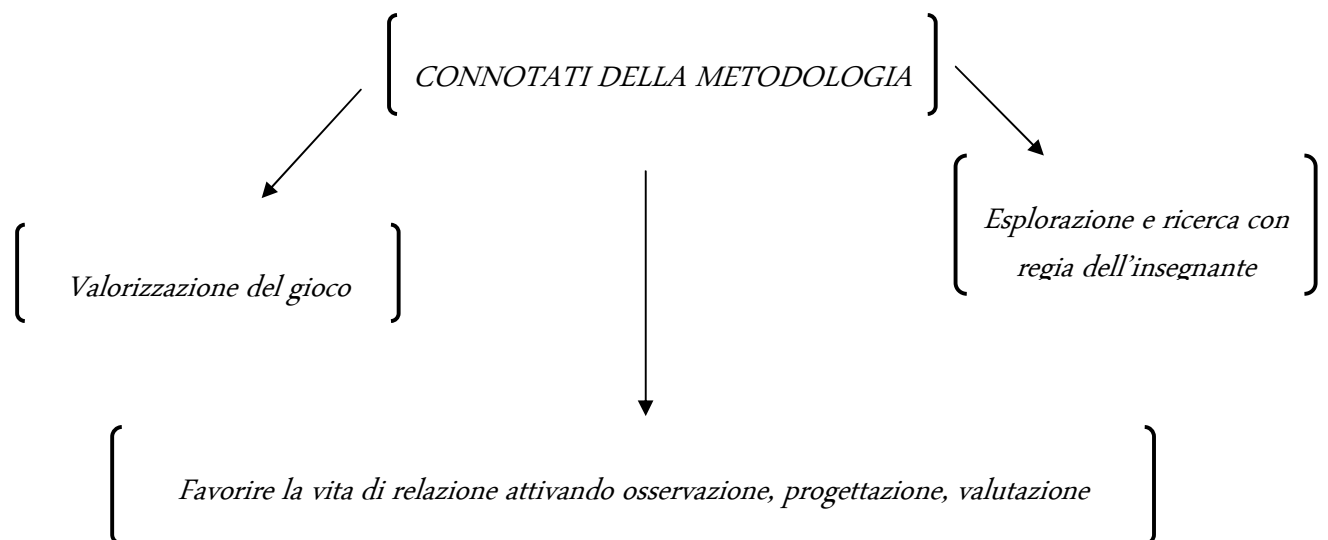 CONNOTATI DELLA METODOLOGIA
Esplorazione e ricerca con
regia dell'insegnante
Valorizzazione del gioco
Favorire la vita di relazione attivando osservazione, progettazione, valutazione